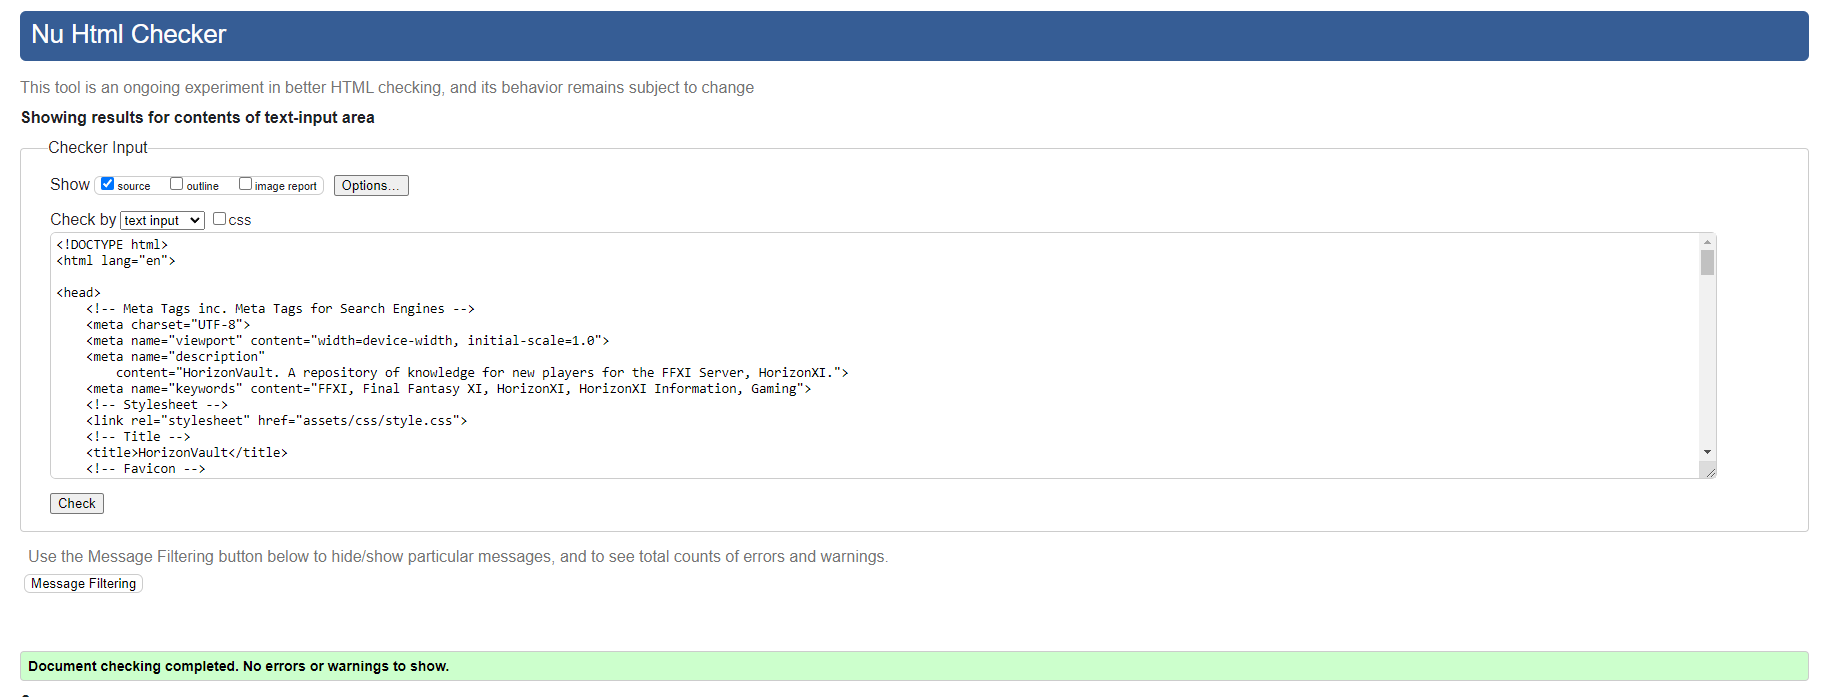 Nu Html Checker
This tool is an ongoing experiment in better HTML checking, and its behavior remains subject to change
Showing results for contents of text-input area
Checker Input
Show source outline image report Options...
Check by text input css
<!DOCTYPE html>
<html lang="en">
<head>
<!-- Meta Tags inc. Meta Tags for Search Engines -->
<meta charset="UTF-8">
<meta name="viewport" content="width=device-width, initial-scale=1.0">
<meta name="description"
content="HorizonVault. A repository of knowledge for new players for the FFXI Server, HorizonXI.">
<meta name="keywords" content="FFXI, Final Fantasy XI, HorizonXI, HorizonXI Information, Gaming">
<!-- Stylesheet -->
<link rel="stylesheet" href="assets/css/style.css">
<!-- Title -->
<title>HorizonVault</title>
<!-- Favicon -->
Check
Use the Message Filtering button below to hide/show particular messages, and to see total counts of errors and warnings.
Message Filtering
Document checking completed. No errors or warnings to show.